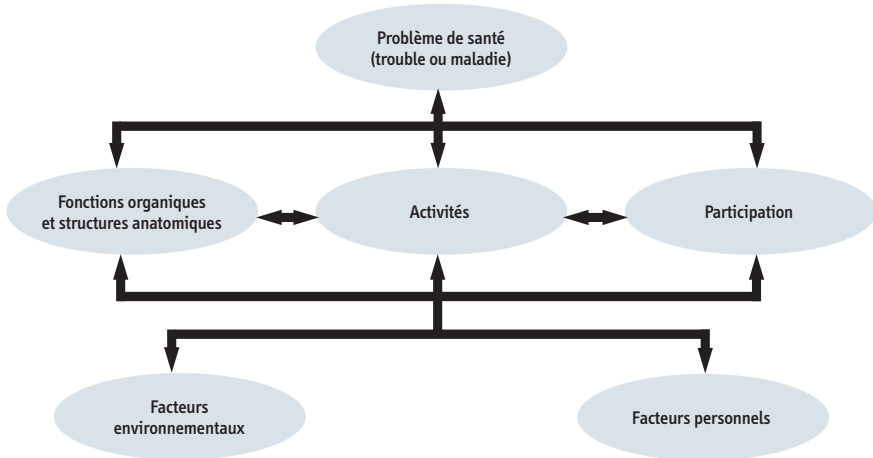 Problème de santé
(trouble ou maladie)
Fonctions organiques
et structures anatomiques
Activités
Participation
Facteurs
environnementaux
Facteurs personnels